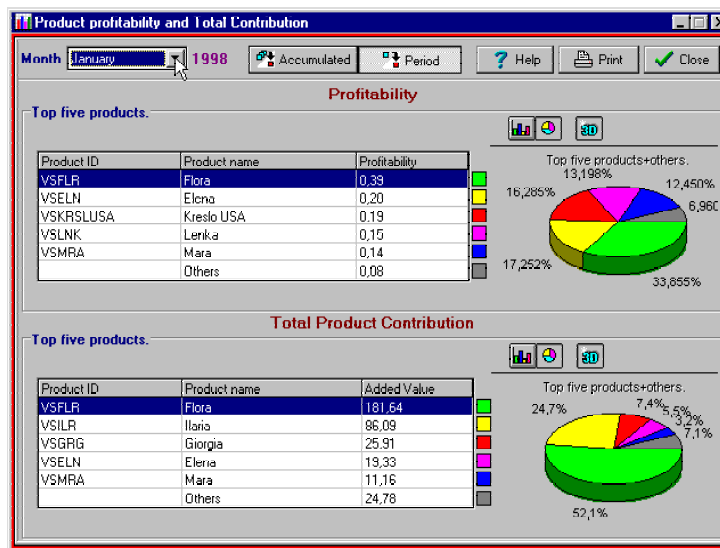 Product profitability and Total Contribution
Month January 1998 Accumulated Period Help Print Close
Profitability
Top five products.
Product ID Product name Profitability
VSFLR Flora 0,39
VSELN Elena 0,20
VSKRSLUSA Kreslo USA 0.19
VSLNK Lenka 0,15
VSMRA Mara 0,14
Others 0,08
3D
Top five products+others.
13,198%
12,450%
16,285%
6,960
17,252%
33,855%
Total Product Contribution
Top five products.
Product ID Product name Added Value
VSFLR Flora 181,64
VSILR Ilaria 86,09
VSGRG Giorgia 25.91
VSELN Elena 19,33
VSMRA Mara 11,16
Others 24,78
3D
Top five products+others.
24,7%
7,4%
5,5%
3,2%
7,1%
52,1%